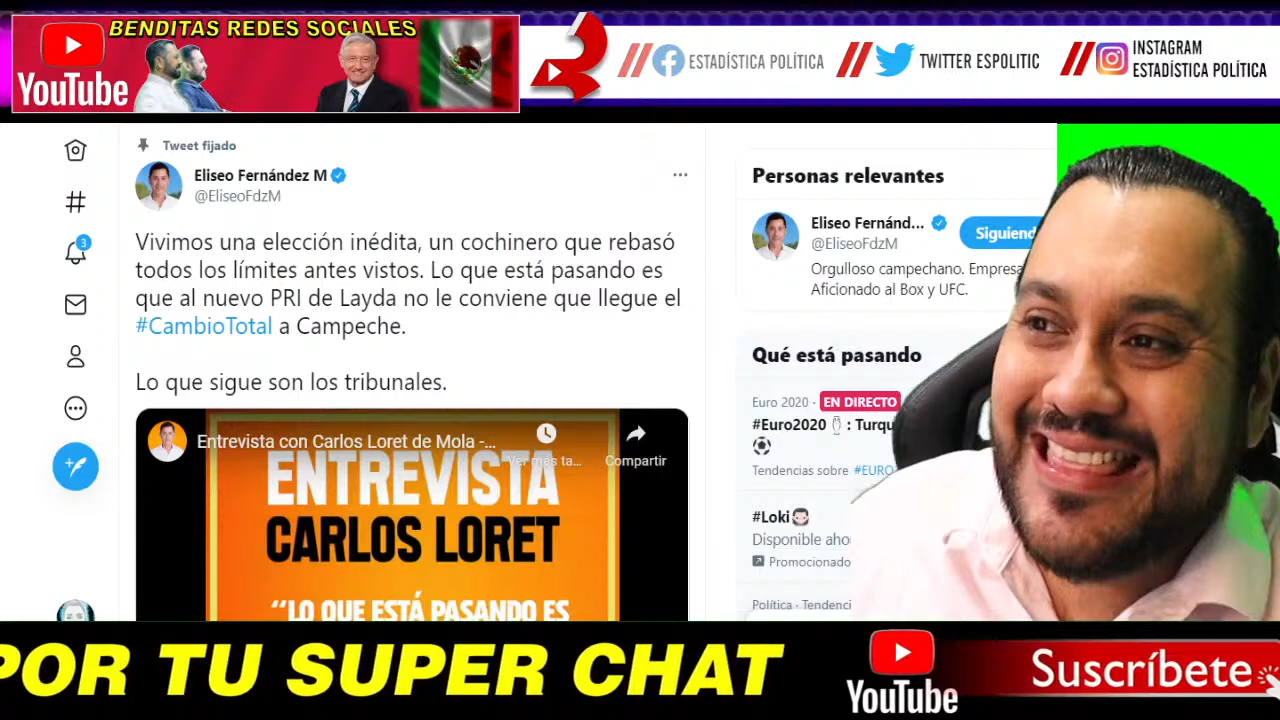 BENDITAS REDES SOCIALES
YouTube
ESTADÍSTICA POLÍTICA
TWITTER ESPOLITIC
INSTAGRAM
ESTADÍSTICA POLÍTICA
Tweet fijado
Eliseo Fernández M
@EliseoFdzM
Vivimos una elección inédita, un cochinero que rebasó
todos los límites antes vistos. Lo que está pasando es
que al nuevo PRI de Layda no le conviene que llegue el
#CambioTotal a Campeche.
Lo que sigue son los tribunales.
3
Entrevista con Carlos Loret de Mola -...
Ver más ta...
Compartir
ENTREVISTA
CARLOS LORET
“LO QUE ESTÁ PASANDO ES
Personas relevantes
Eliseo Fernánd...
@EliseoFdzM
Siguiend
Orgulloso campechano. Empresa
Aficionado al Box y UFC.
Qué está pasando
Euro 2020 · EN DIRECTO
#Euro2020 : Turqu
Tendencias sobre #EURO
#Loki
Disponible aho
Promocionado
Política · Tendenci
POR TU SUPER CHAT
YouTube
Suscríbete